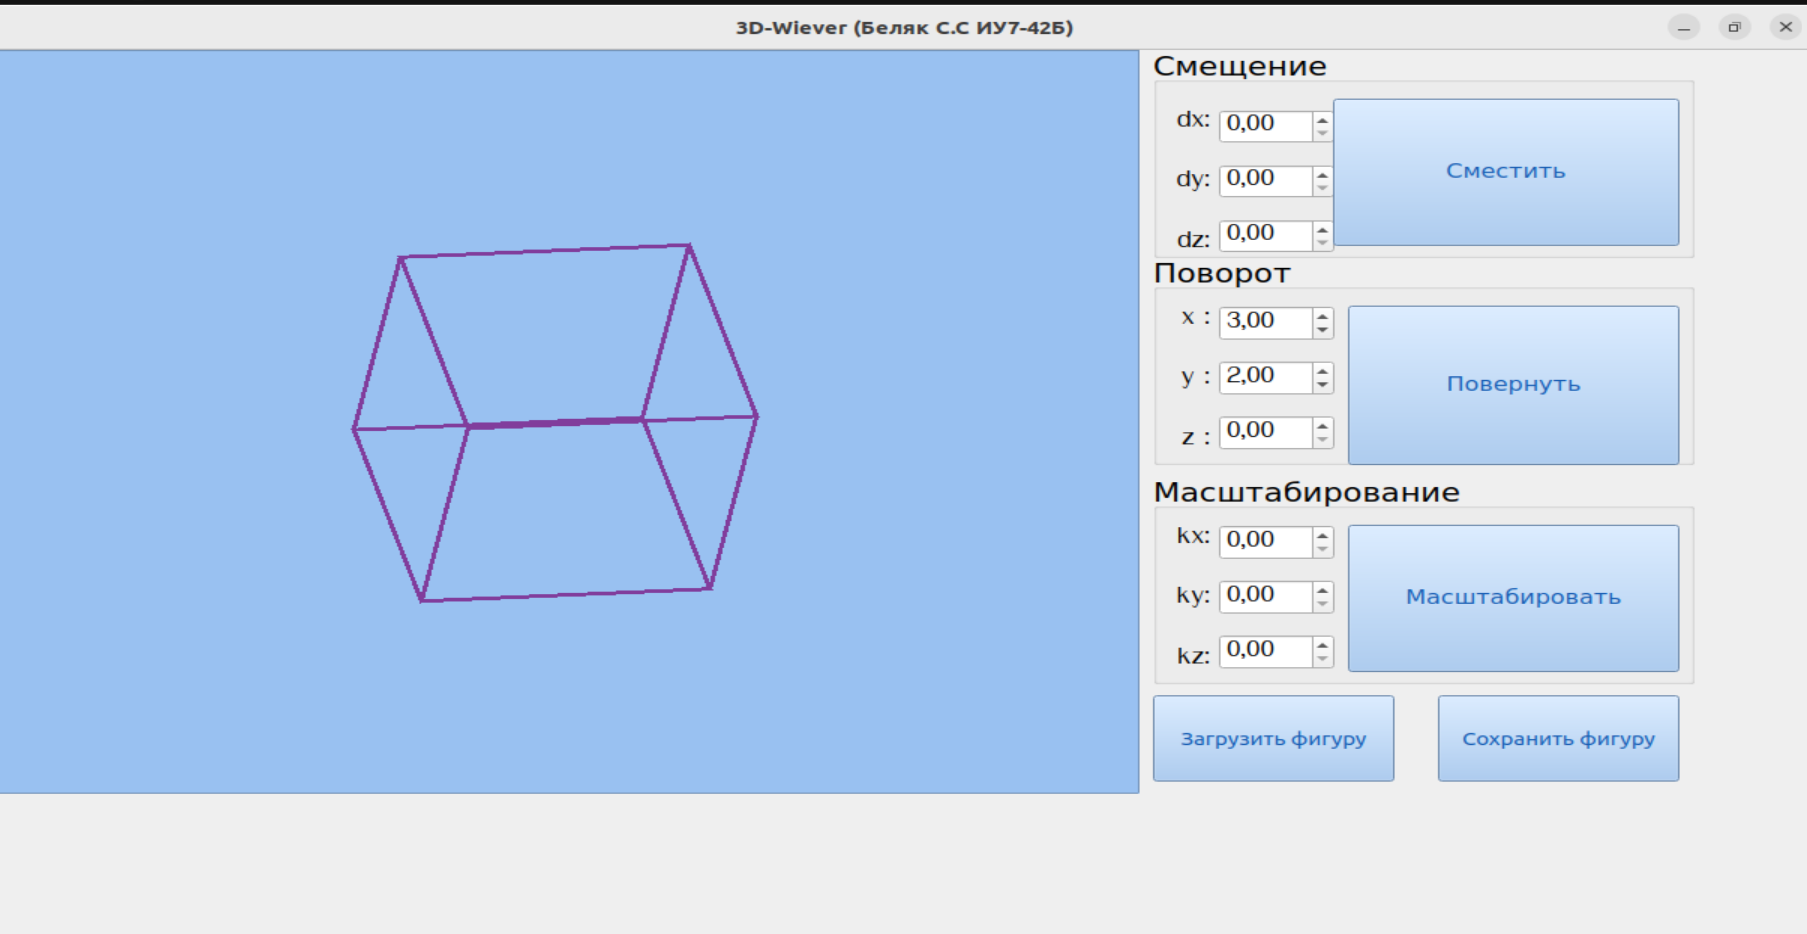 3D-Wiever (Беляк С.С ИУ7-42Б)
Смещение
dx: 0,00
Сместить
dy: 0,00
dz: 0,00
Поворот
x : 3,00
Повернуть
y : 2,00
z : 0,00
Масштабирование
kx: 0,00
Масштабировать
ky: 0,00
kz: 0,00
Загрузить фигуру
Сохранить фигуру